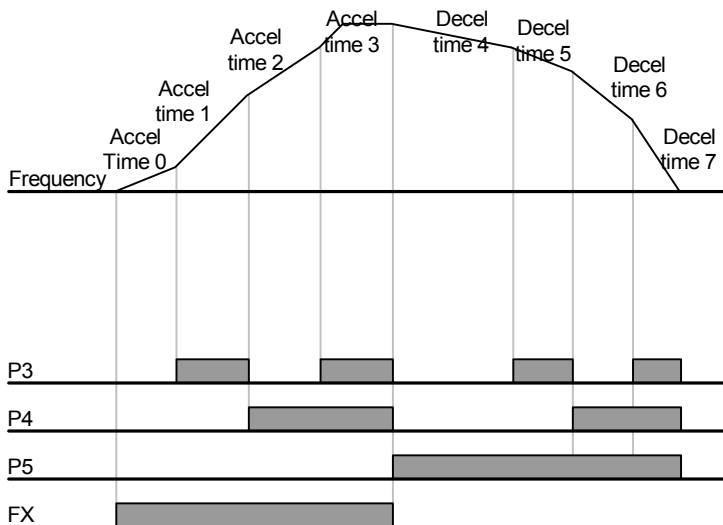 Accel
Time 0
Accel
time 1
Accel
time 2
Accel
time 3
Decel
time 4
Decel
time 5
Decel
time 6
Decel
time 7
Frequency
P3
P4
P5
FX